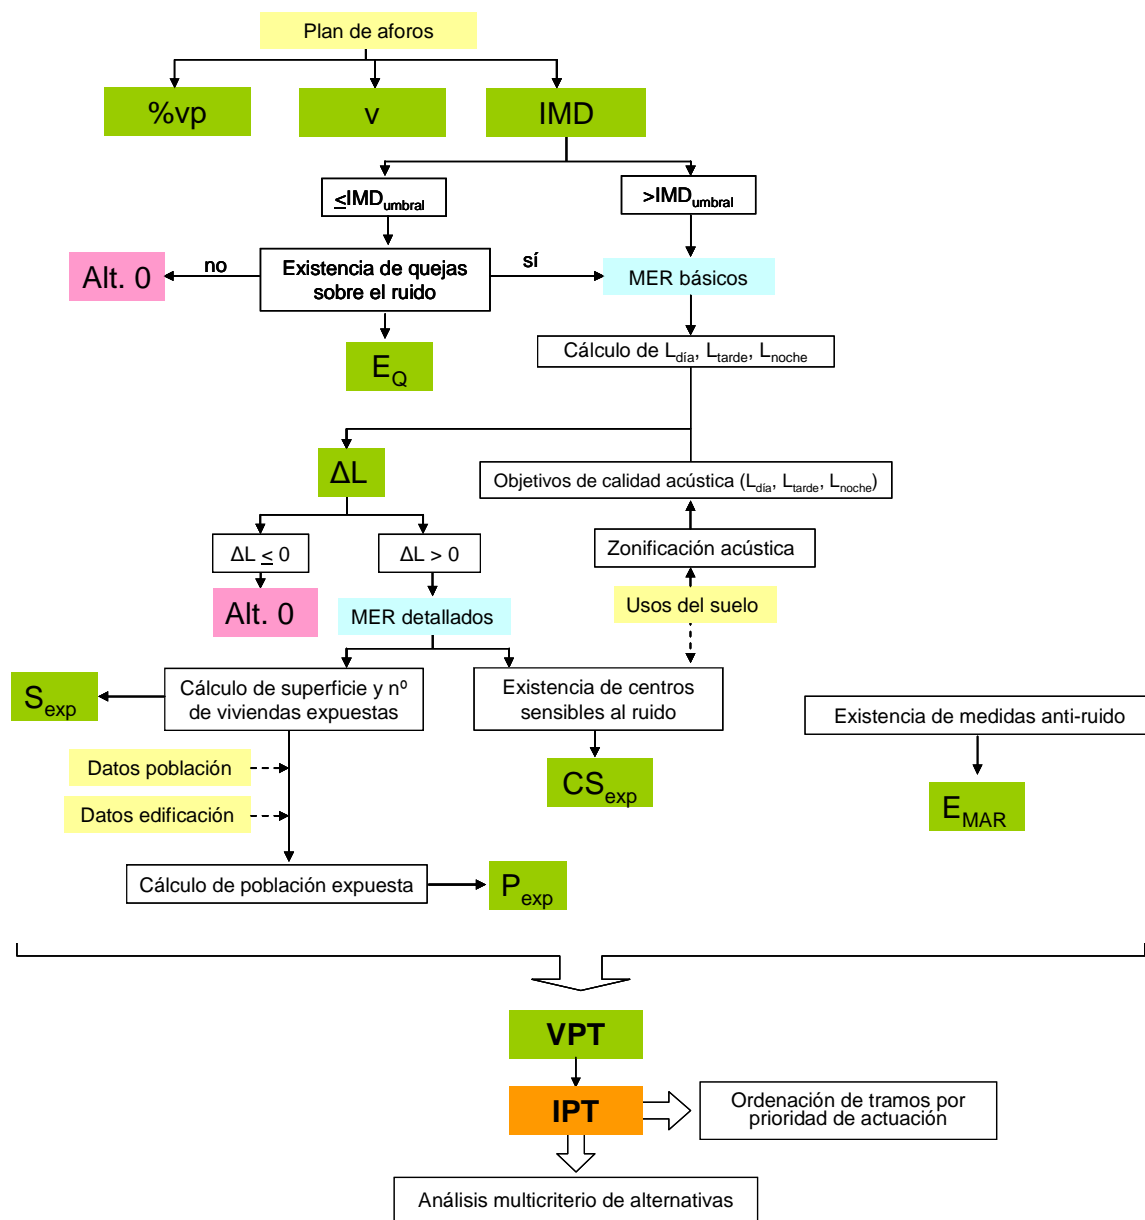 Plan de aforos
%vp
v
IMD
≤IMDumbral
>IMDumbral
Alt. 0
no
Existencia de quejas
sobre el ruido
sí
MER básicos
EQ
Cálculo de Ldía, Ltarde, Lnoche
ΔL
Objetivos de calidad acústica (Ldía, Ltarde, Lnoche)
ΔL ≤ 0
ΔL > 0
Zonificación acústica
Alt. 0
MER detallados
Usos del suelo
Sexp
Cálculo de superficie y nº
de viviendas expuestas
Existencia de centros
sensibles al ruido
Existencia de medidas anti-ruido
Datos población
CSexp
EMAR
Datos edificación
Cálculo de población expuesta
Pexp
VPT
IPT
Ordenación de tramos por
prioridad de actuación
Análisis multicriterio de alternativas